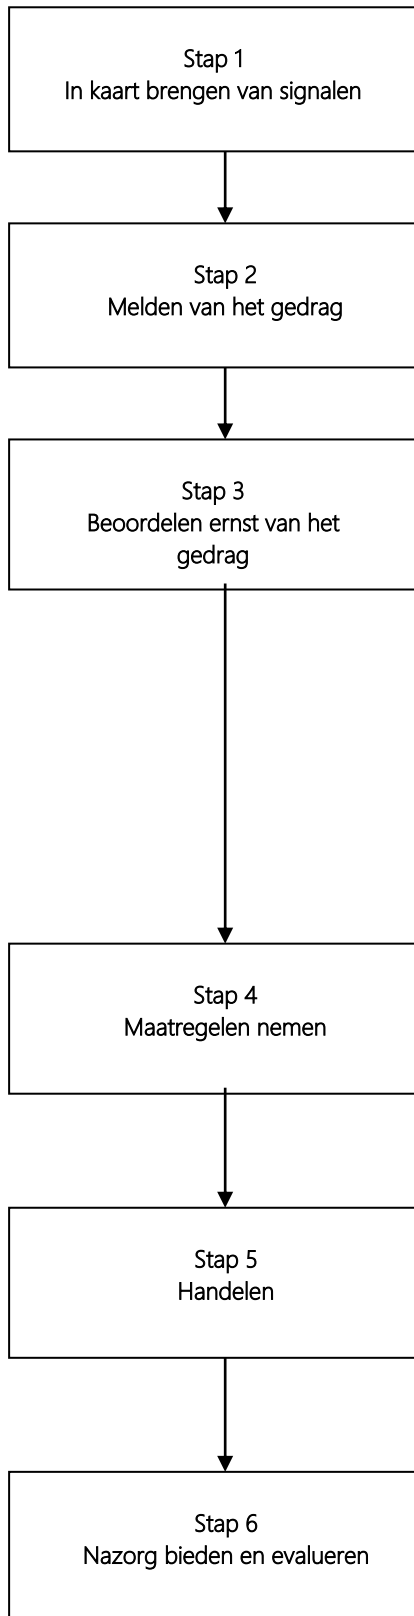 Stap 1
In kaart brengen van signalen
Stap 2
Melden van het gedrag
Stap 3
Beoordelen ernst van het
gedrag
Stap 4
Maatregelen nemen
Stap 5
Handelen
Stap 6
Nazorg bieden en evalueren